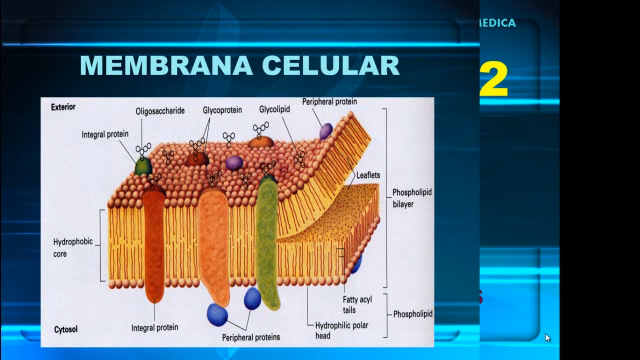 MEDICA
MEMBRANA CELULAR
2
Exterior
Peripheral protein
Oligosaccharide
Glycoprotein
Glycolipid
Integral protein
Leaflets
Phospholipid
bilayer
Hydrophobic
core
Fatty acyl
tails
Phospholipid
Hydrophilic polar
head
Integral protein
Peripheral proteins
Cytosol